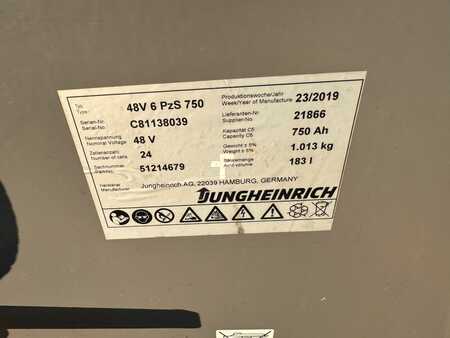 Typ
Type
48V 6 PzS 750
Produktionswoche/Jahr
Week/Year of Manufacture
23/2019
Serien-Nr.
Serial-No.
C81138039
Lieferanten-Nr.
Supplier-No.
21866
Nennspannung
Nominal Voltage
48 V
Kapazität C5
Capacity C5
750 Ah
Zellenanzahl
Number of cells
24
Gewicht ± 5%
Weight ± 5%
1.013 kg
Sachnummer
51214679
Säuremenge
183 l
Hersteller
Jungheinrich AG, 22039 HAMBURG, GERMANY
JUNGHEINRICH